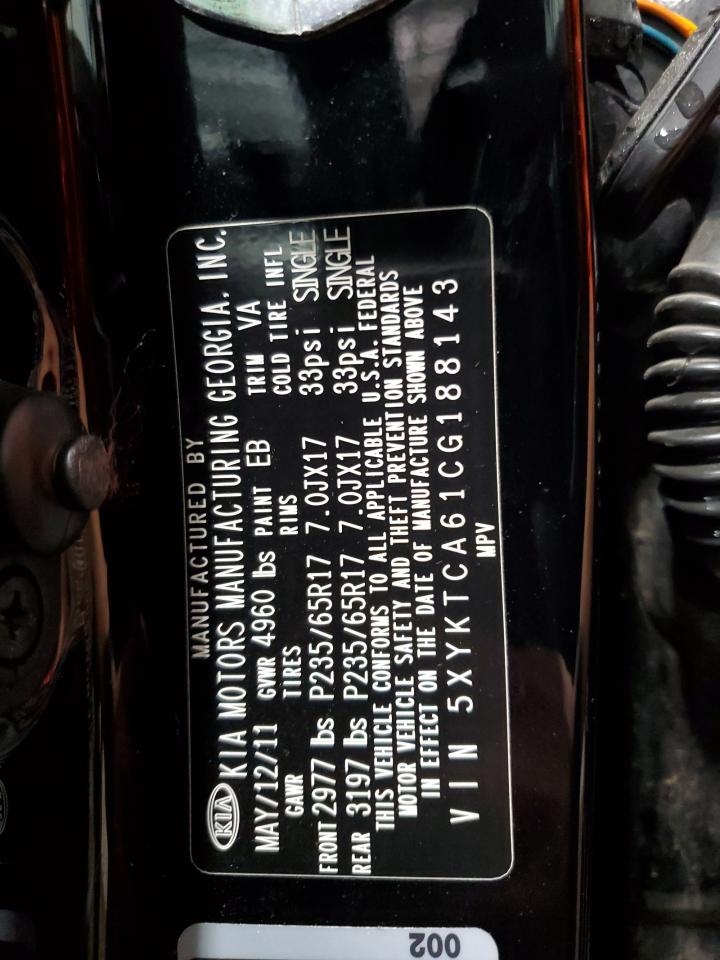 MANUFACTURED BY
KIA KIA MOTORS MANUFACTURING GEORGIA, INC.
MAY/12/11 GVWR 4960 lbs PAINT EB TRIM VA
GAWR TIRES RIMS COLD TIRE INFL
FRONT 2977 lbs P235/65R17 7.0JX17 33psi SINGLE
REAR 3197 lbs P235/65R17 7.0JX17 33psi SINGLE
THIS VEHICLE CONFORMS TO ALL APPLICABLE U.S.A. FEDERAL
MOTOR VEHICLE SAFETY AND THEFT PREVENTION STANDARDS
IN EFFECT ON THE DATE OF MANUFACTURE SHOWN ABOVE
VIN 5XYKTCA61CG188143
MPV
002